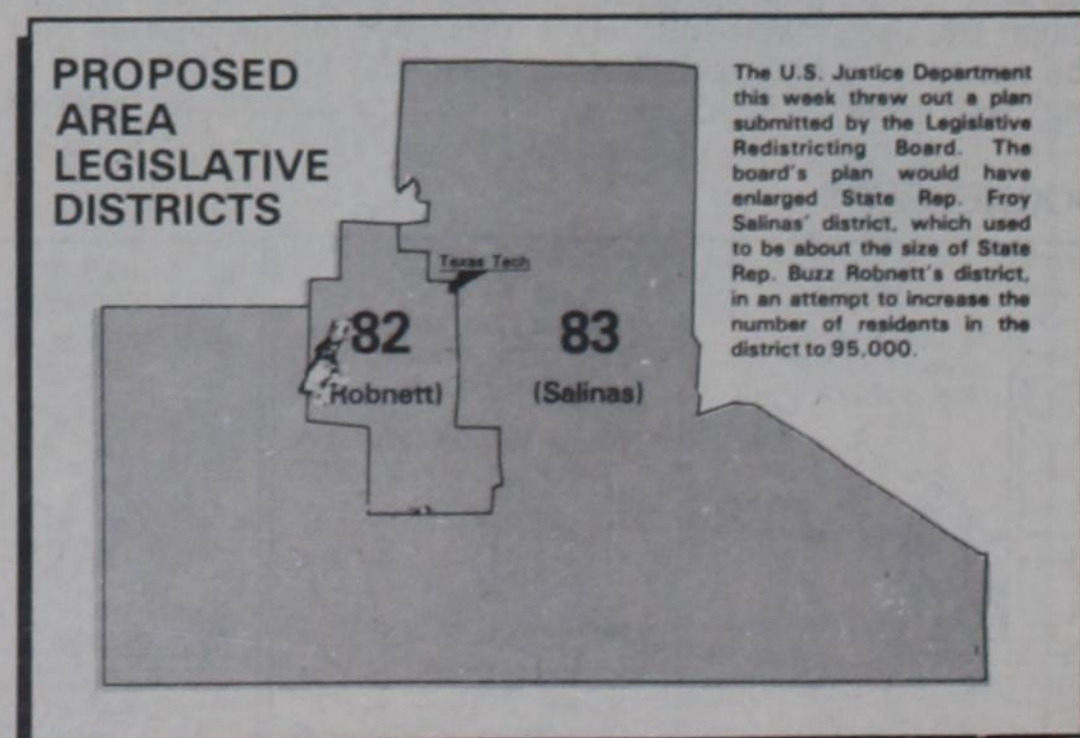 PROPOSED
AREA
LEGISLATIVE
DISTRICTS
The U.S. Justice Department
this week threw out a plan
submitted by the Legislative
Redistricting Board. The
board's plan would have
enlarged State Rep. Froy
Salinas' district, which used
to be about the size of State
Rep. Buzz Robnett's district,
in an attempt to increase the
number of residents in the
district to 95,000.
Texas Tech
82
(Robnett)
83
(Salinas)